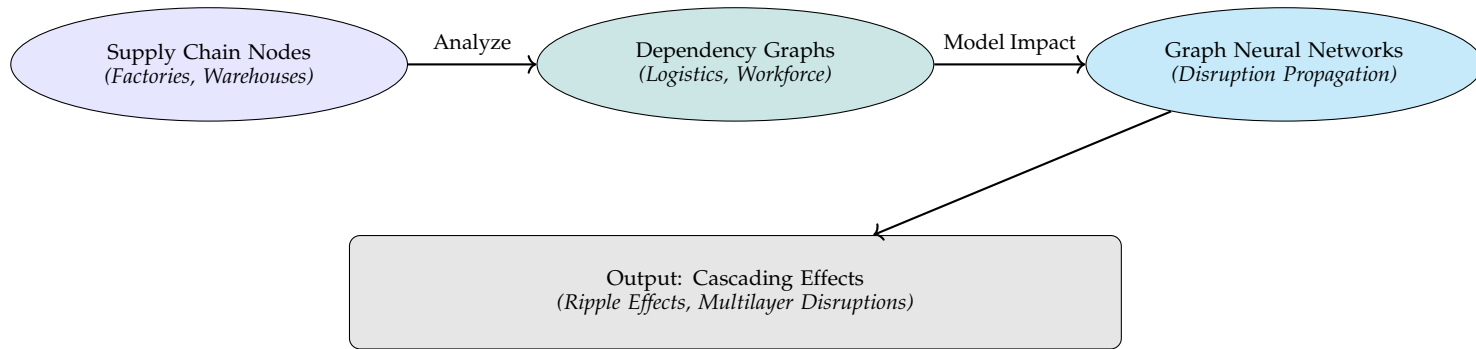 Supply Chain Nodes
(Factories, Warehouses)
Analyze
Dependency Graphs
(Logistics, Workforce)
Model Impact
Graph Neural Networks
(Disruption Propagation)
Output: Cascading Effects
(Ripple Effects, Multilayer Disruptions)